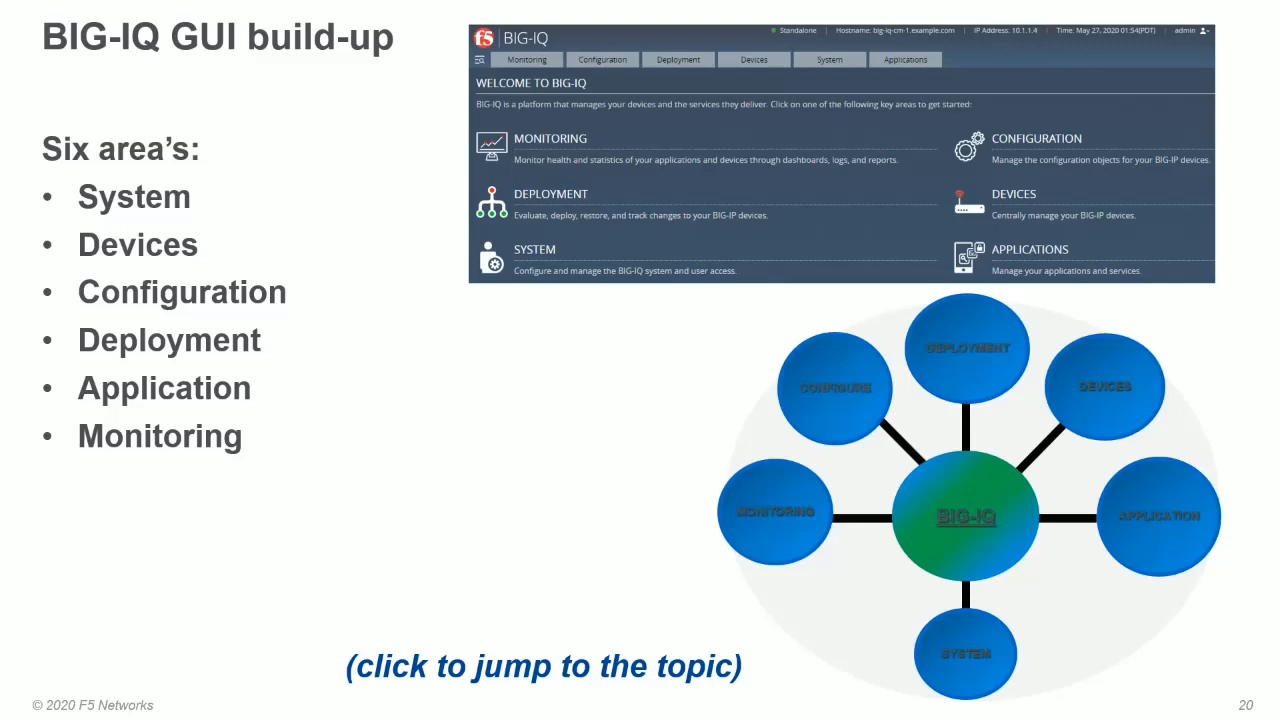 BIG-IQ GUI build-up
Six area's:
• System
• Devices
• Configuration
• Deployment
• Application
• Monitoring
f5 BIG-IQ
Standalone | Hostname: big-iq-cm-1.example.com | IP Address: 10.1.1.4 | Time: May 27, 2020 01:54(PDT) | admin
Monitoring Configuration Deployment Devices System Applications
WELCOME TO BIG-IQ
BIG-IQ is a platform that manages your devices and the services they deliver. Click on one of the following key areas to get started:
MONITORING
Monitor health and statistics of your applications and devices through dashboards, logs, and reports.
CONFIGURATION
Manage the configuration objects for your BIG-IP devices.
DEPLOYMENT
Evaluate, deploy, restore, and track changes to your BIG-IP devices.
DEVICES
Centrally manage your BIG-IP devices.
SYSTEM
Configure and manage the BIG-IQ system and user access.
APPLICATIONS
Manage your applications and services.
DEPLOYMENT
CONFIGURE
DEVICES
MONITORING
BIG-IQ
APPLICATION
SYSTEM
(click to jump to the topic)
© 2020 F5 Networks
20